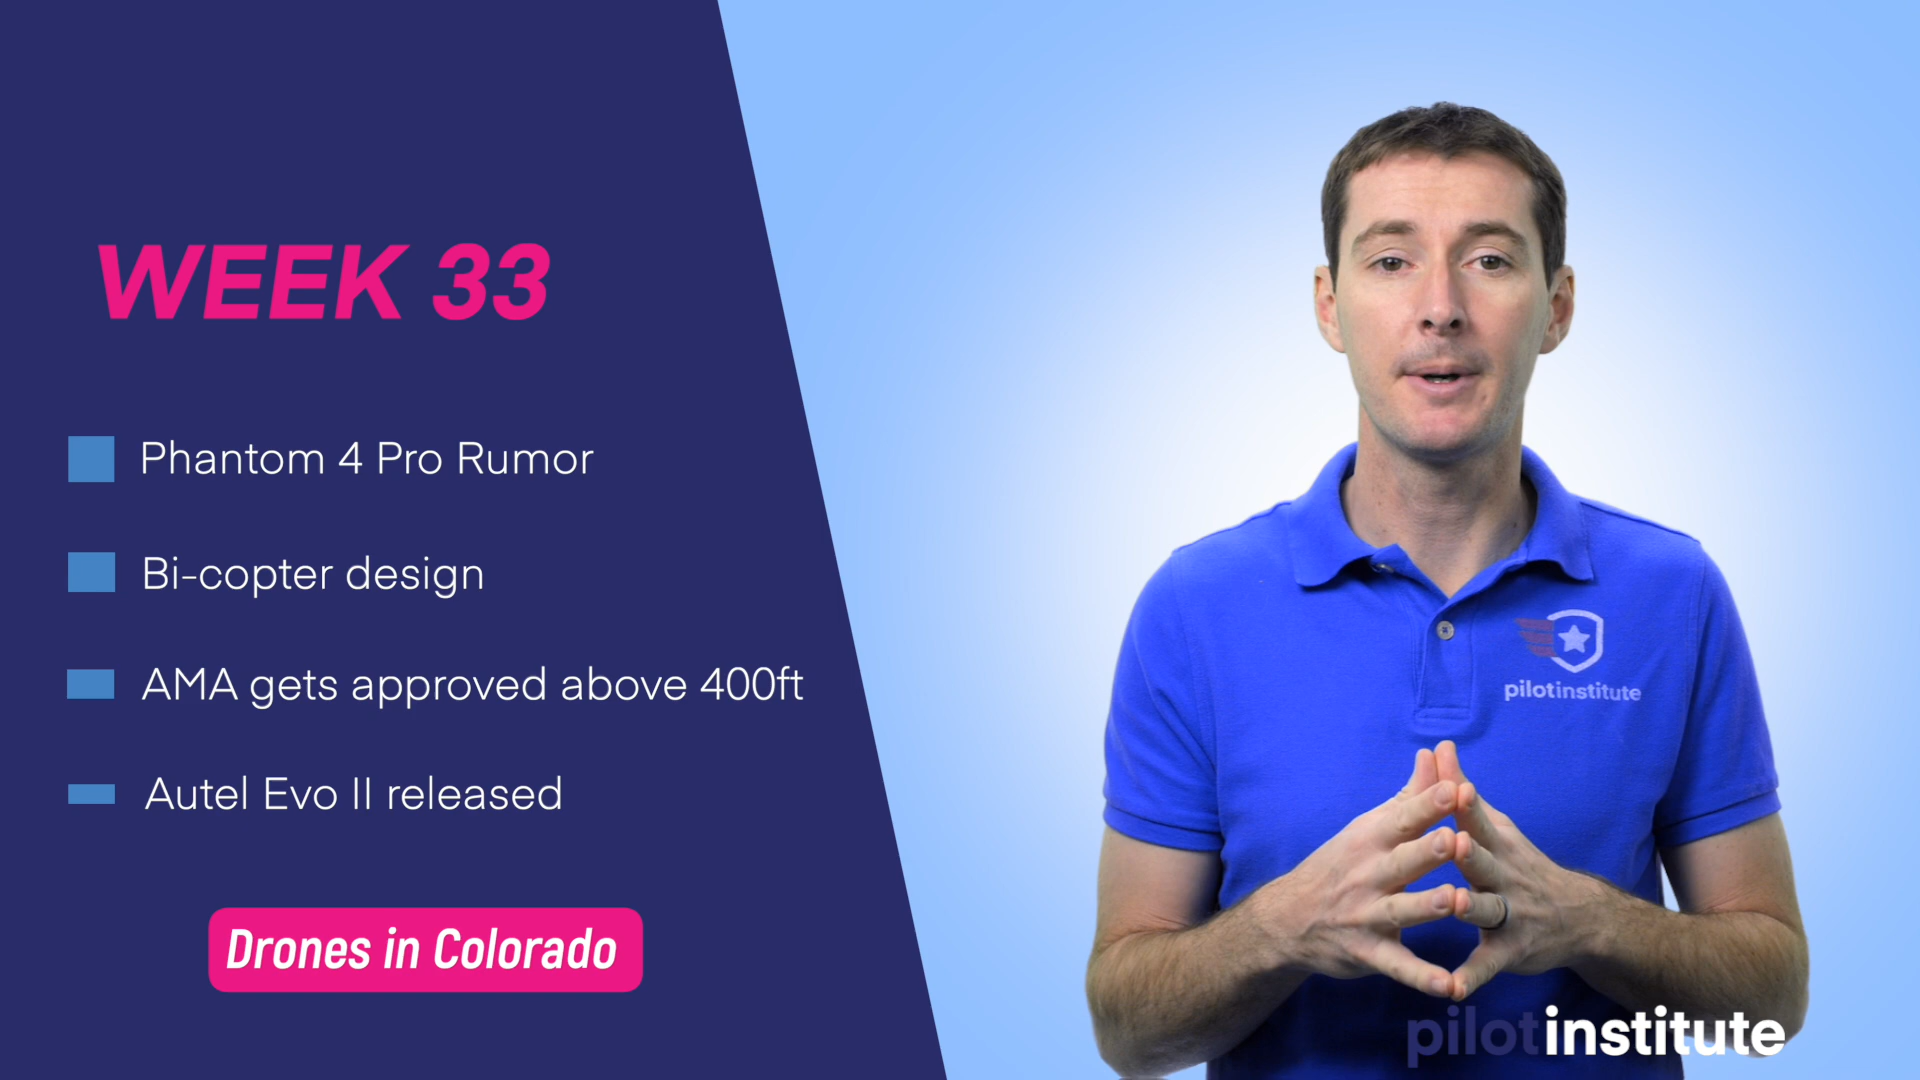 WEEK 33
Phantom 4 Pro Rumor
Bi-copter design
AMA gets approved above 400ft
Autel Evo II released
Drones in Colorado
pilotinstitute
pilotinstitute